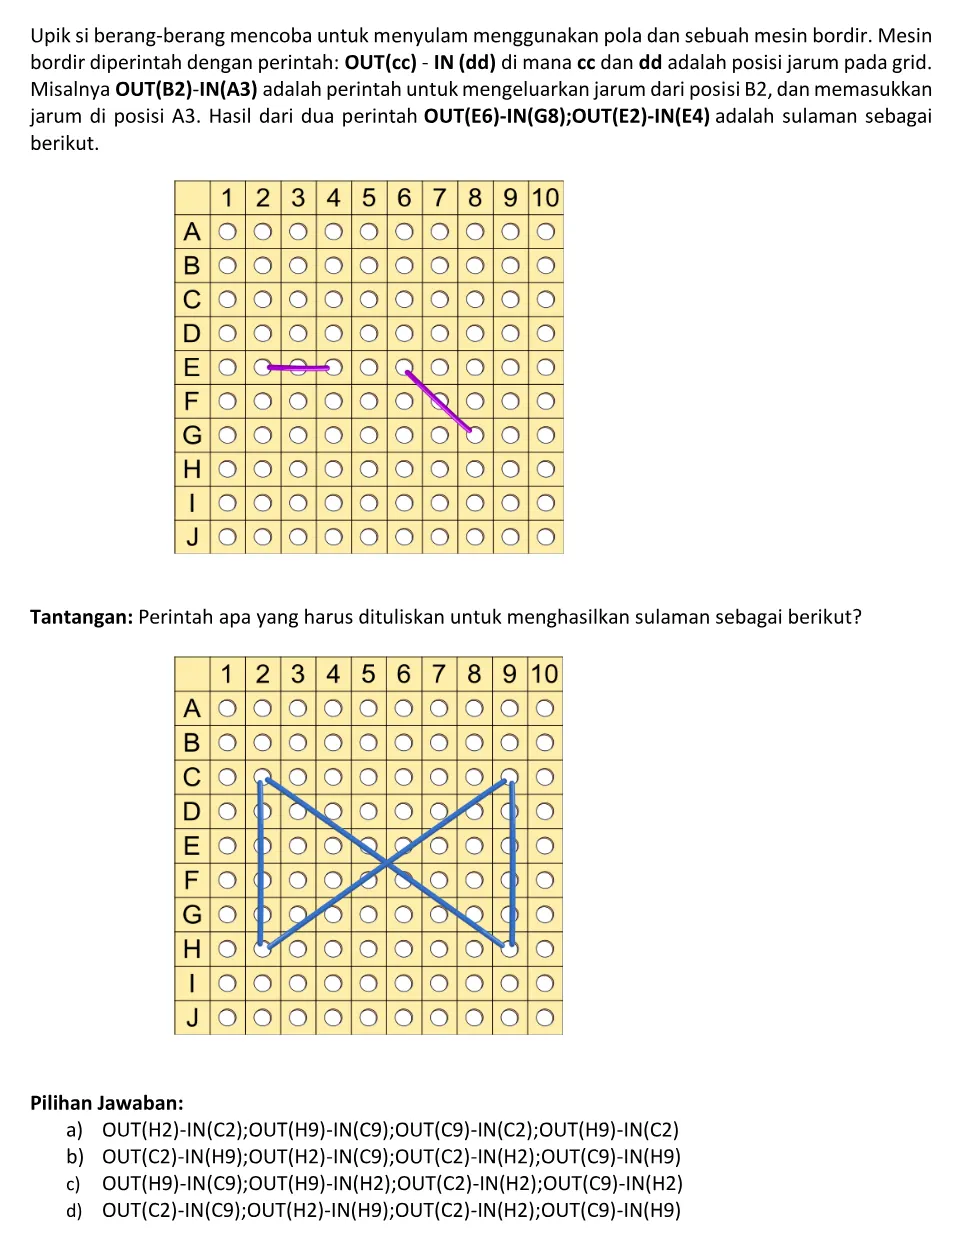 Upik si berang-berang mencoba untuk menyulam menggunakan pola dan sebuah mesin bordir. Mesin
bordir diperintah dengan perintah: OUT(cc) - IN (dd) di mana cc dan dd adalah posisi jarum pada grid.
Misalnya OUT(B2)-IN(A3) adalah perintah untuk mengeluarkan jarum dari posisi B2, dan memasukkan
jarum di posisi A3. Hasil dari dua perintah OUT(E6)-IN(G8);OUT(E2)-IN(E4) adalah sulaman sebagai
berikut.
1 2 3 4 5 6 7 8 9 10
A
B
C
D
E
F
G
H
I
J
Tantangan: Perintah apa yang harus dituliskan untuk menghasilkan sulaman sebagai berikut?
1 2 3 4 5 6 7 8 9 10
A
B
C
D
E
F
G
H
I
J
Pilihan Jawaban:
a) OUT(H2)-IN(C2);OUT(H9)-IN(C9);OUT(C9)-IN(C2);OUT(H9)-IN(C2)
b) OUT(C2)-IN(H9);OUT(H2)-IN(C9);OUT(C2)-IN(H2);OUT(C9)-IN(H9)
c) OUT(H9)-IN(C9);OUT(H9)-IN(H2);OUT(C2)-IN(H2);OUT(C9)-IN(H2)
d) OUT(C2)-IN(C9);OUT(H2)-IN(H9);OUT(C2)-IN(H2);OUT(C9)-IN(H9)